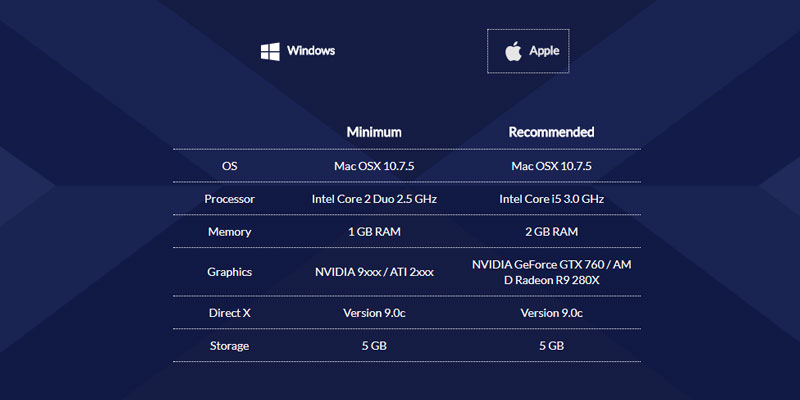 Windows Apple
Minimum Recommended
OS Mac OSX 10.7.5 Mac OSX 10.7.5
Processor Intel Core 2 Duo 2.5 GHz Intel Core i5 3.0 GHz
Memory 1 GB RAM 2 GB RAM
Graphics NVIDIA 9xxx / ATI 2xxx NVIDIA GeForce GTX 760 / AM
D Radeon R9 280X
Direct X Version 9.0c Version 9.0c
Storage 5 GB 5 GB